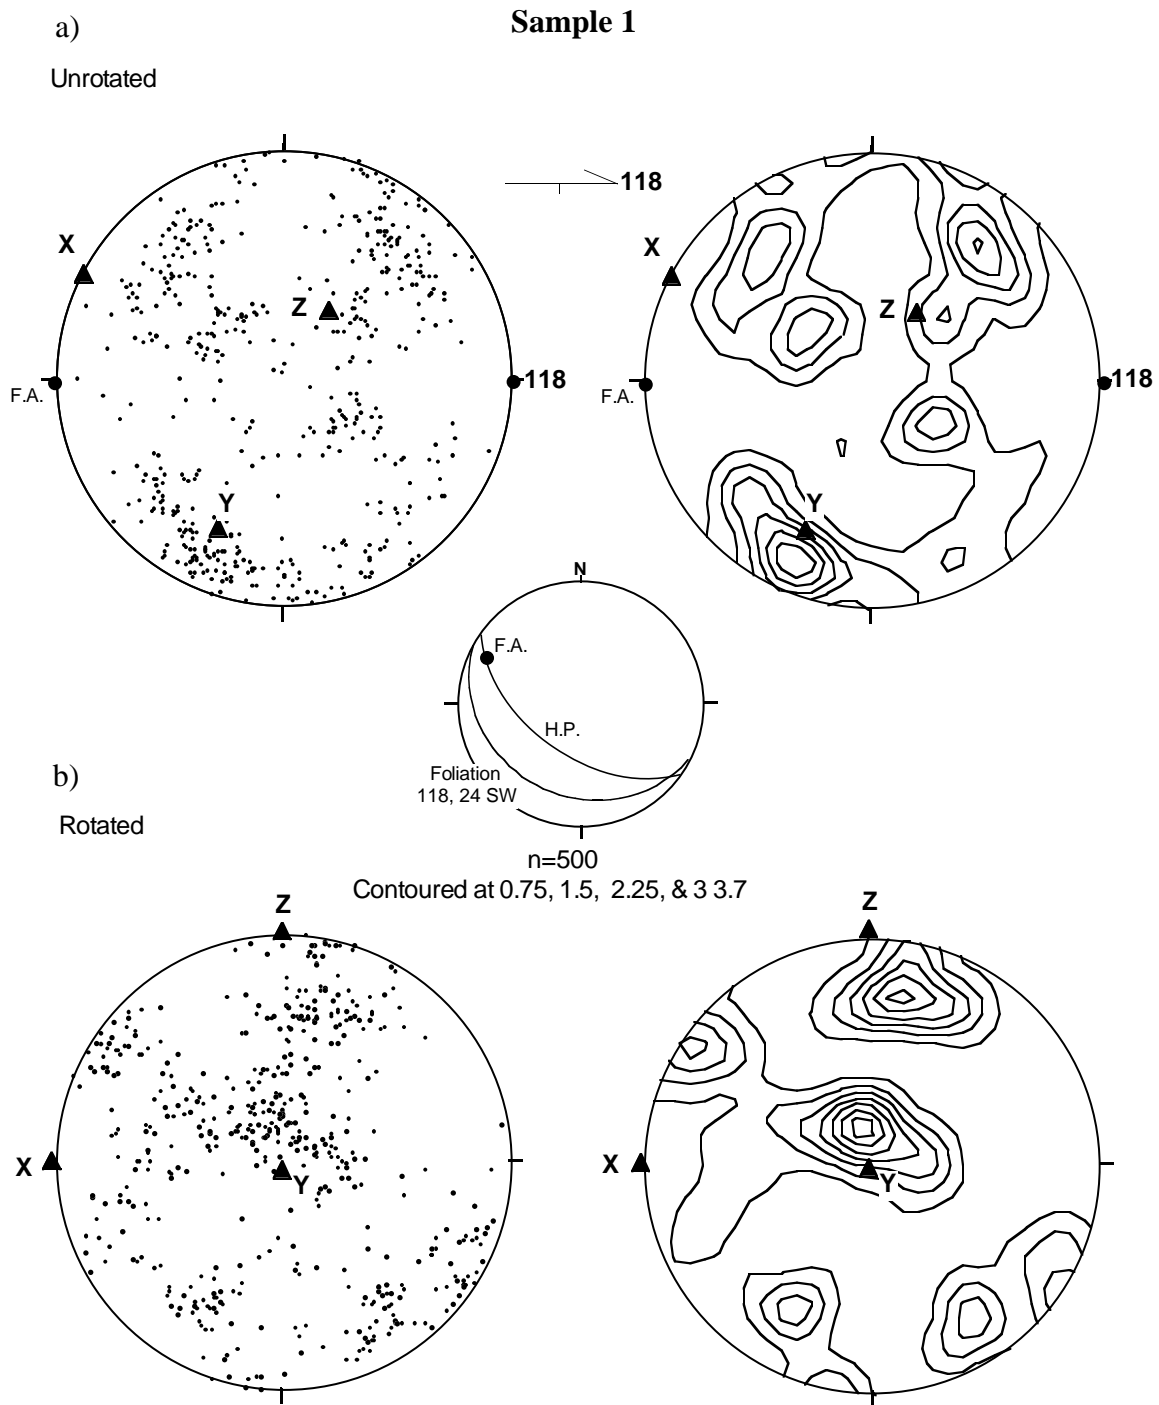 Sample 1
a)
Unrotated
118
X
Z
F.A.
118
Y
X
Z
F.A.
118
Y
N
F.A.
H.P.
Foliation
118, 24 SW
b)
Rotated
n=500
Contoured at 0.75, 1.5, 2.25, & 3 3.7
Z
X
Y
Z
X
Y